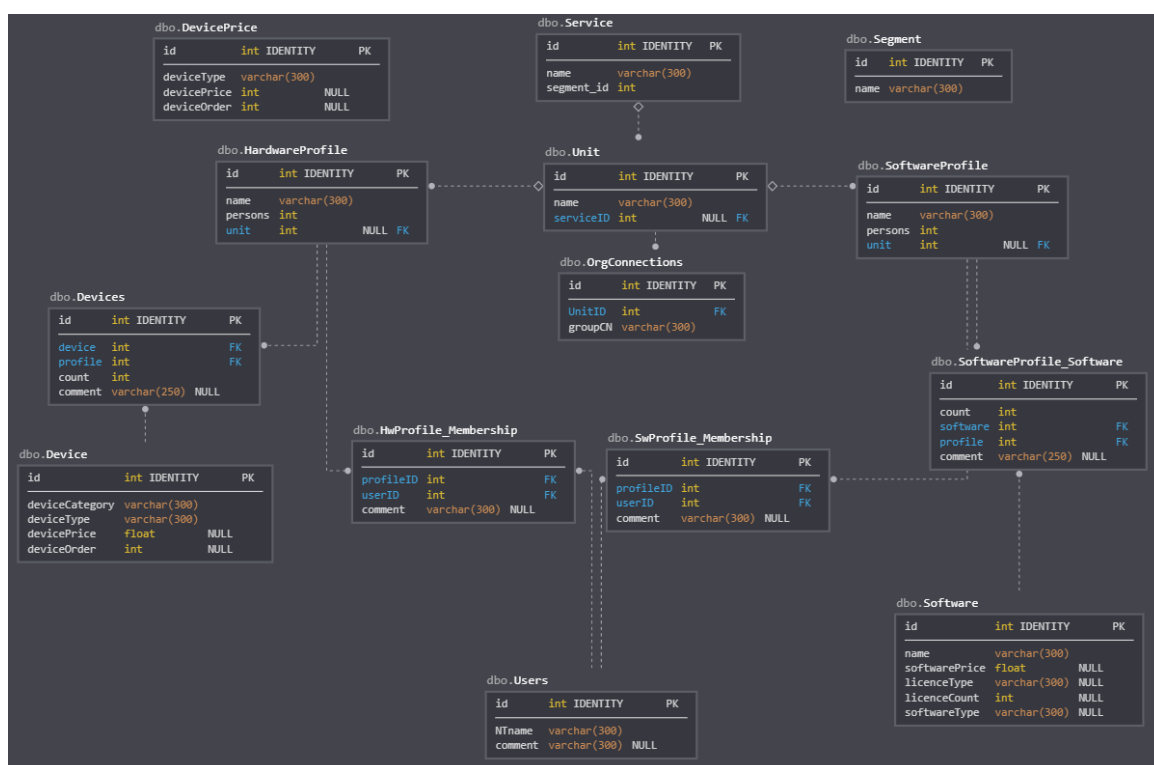 dbo.DevicePrice
id int IDENTITY PK
deviceType varchar(300)
devicePrice int NULL
deviceOrder int NULL
dbo.Service
id int IDENTITY PK
name varchar(300)
segment_id int
dbo.Segment
id int IDENTITY PK
name varchar(300)
dbo.HardwareProfile
id int IDENTITY PK
name varchar(300)
persons int
unit int NULL FK
dbo.Unit
id int IDENTITY PK
name varchar(300)
serviceID int NULL FK
dbo.SoftwareProfile
id int IDENTITY PK
name varchar(300)
persons int
unit int NULL FK
dbo.OrgConnections
id int IDENTITY PK
UnitID int FK
groupCN varchar(300)
dbo.Devices
id int IDENTITY PK
device int FK
profile int FK
count int
comment varchar(250) NULL
dbo.SoftwareProfile_Software
id int IDENTITY PK
count int
software int FK
profile int FK
comment varchar(250) NULL
dbo.Device
id int IDENTITY PK
deviceCategory varchar(300)
deviceType varchar(300)
devicePrice float NULL
deviceOrder int NULL
dbo.HwProfile_Membership
id int IDENTITY PK
profileID int FK
userID int FK
comment varchar(300) NULL
dbo.SwProfile_Membership
id int IDENTITY PK
profileID int FK
userID int FK
comment varchar(300) NULL
dbo.Software
id int IDENTITY PK
name varchar(300)
softwarePrice float NULL
licenceType varchar(300) NULL
licenceCount int NULL
softwareType varchar(300) NULL
dbo.Users
id int IDENTITY PK
NTname varchar(300)
comment varchar(300) NULL